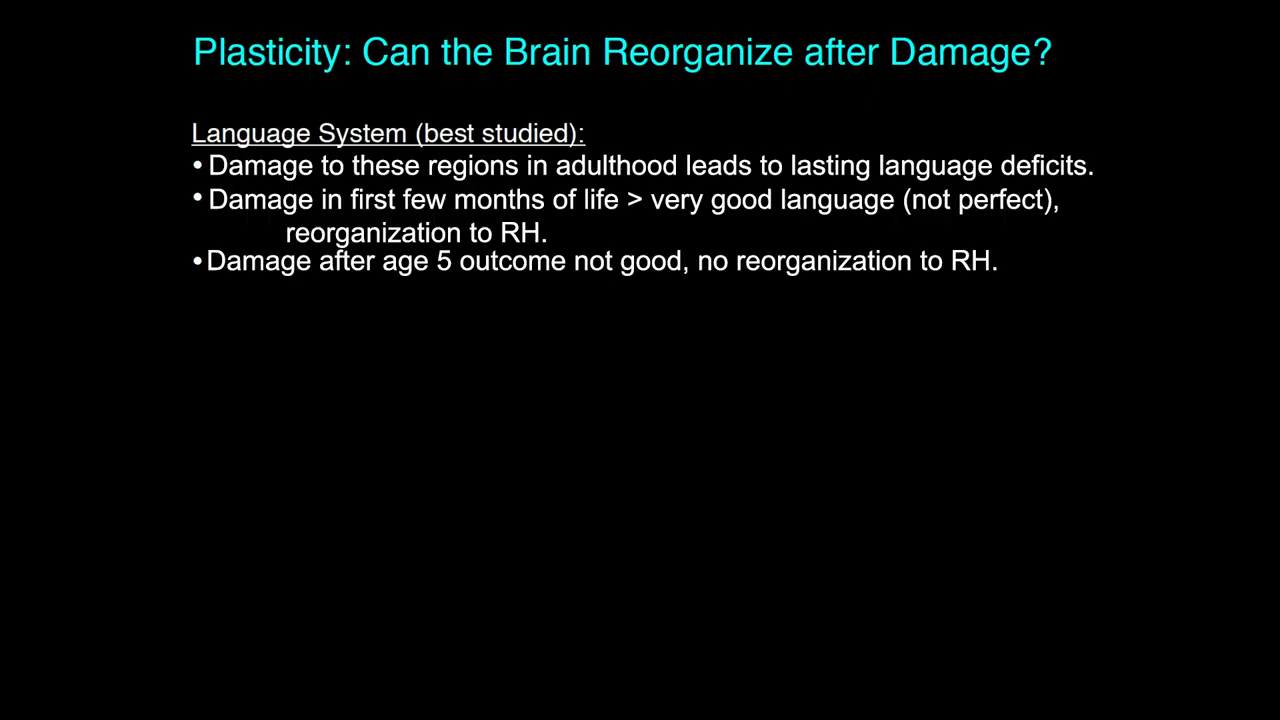 Plasticity: Can the Brain Reorganize after Damage?
Language System (best studied):
• Damage to these regions in adulthood leads to lasting language deficits.
• Damage in first few months of life > very good language (not perfect),
reorganization to RH.
• Damage after age 5 outcome not good, no reorganization to RH.